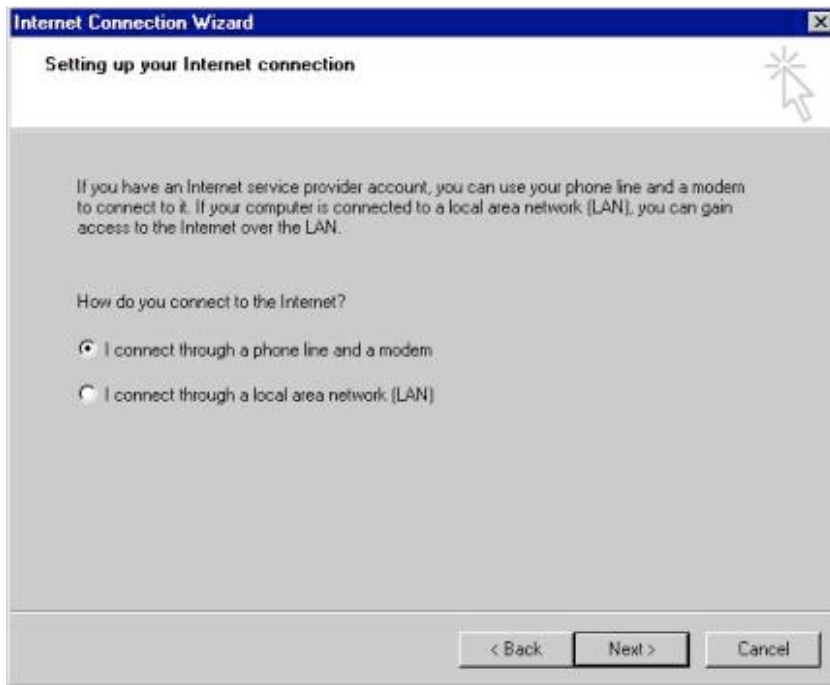 Internet Connection Wizard
Setting up your Internet connection
If you have an Internet service provider account, you can use your phone line and a modem
to connect to it. If your computer is connected to a local area network (LAN), you can gain
access to the Internet over the LAN.
How do you connect to the Internet?
I connect through a phone line and a modem
I connect through a local area network (LAN)
< Back Next > Cancel